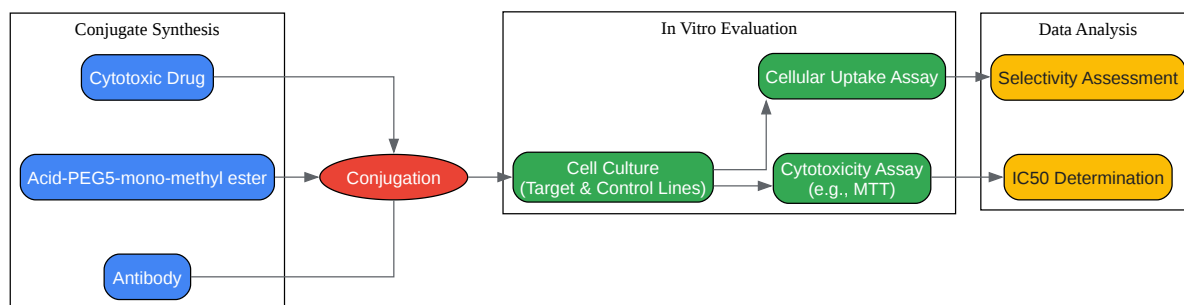 Conjugate Synthesis
Cytotoxic Drug
Acid-PEG5-mono-methyl ester
Antibody
Conjugation
In Vitro Evaluation
Cellular Uptake Assay
Cell Culture
(Target & Control Lines)
Cytotoxicity Assay
(e.g., MTT)
Data Analysis
Selectivity Assessment
IC50 Determination